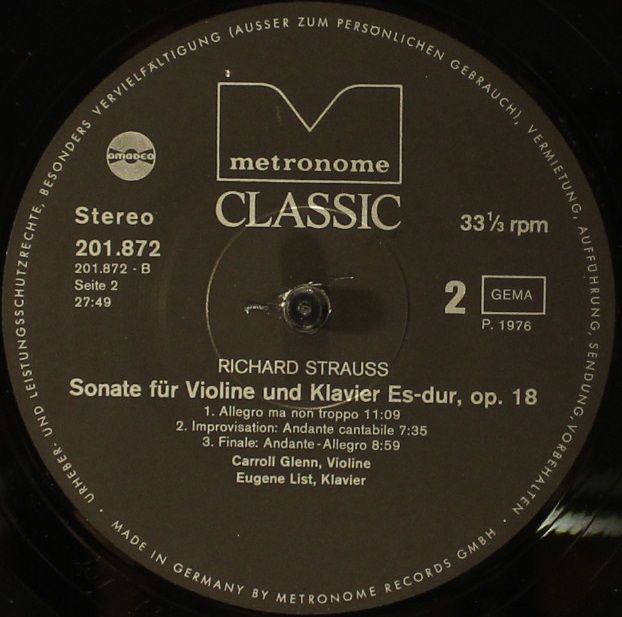 URHEBER- UND LEISTUNGSSCHUTZRECHTE, BESONDERS VERVIELFÄLTIGUNG (AUSSER ZUM PERSÖNLICHEN GEBRAUCH), VERMIETUNG, AUFFÜHRUNG, SENDUNG, VORBEHALTEN ·
metronome
CLASSIC
amadeo
Stereo
33 1/3 rpm
201.872
201.872 - B
Seite 2
27:49
2
GEMA
P. 1976
RICHARD STRAUSS
Sonate für Violine und Klavier Es-dur, op. 18
1. Allegro ma non troppo 11:09
2. Improvisation: Andante cantabile 7:35
3. Finale: Andante-Allegro 8:59
Carroll Glenn, Violine
Eugene List, Klavier
· MADE IN GERMANY BY METRONOME RECORDS GMBH ·